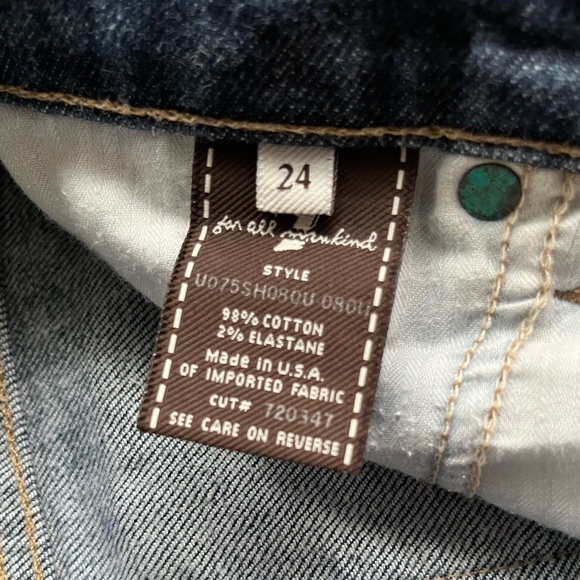 24
for all mankind
STYLE
U075SH080U 080U
98% COTTON
2% ELASTANE
Made in U.S.A.
OF IMPORTED FABRIC
CUT# 720347
SEE CARE ON REVERSE